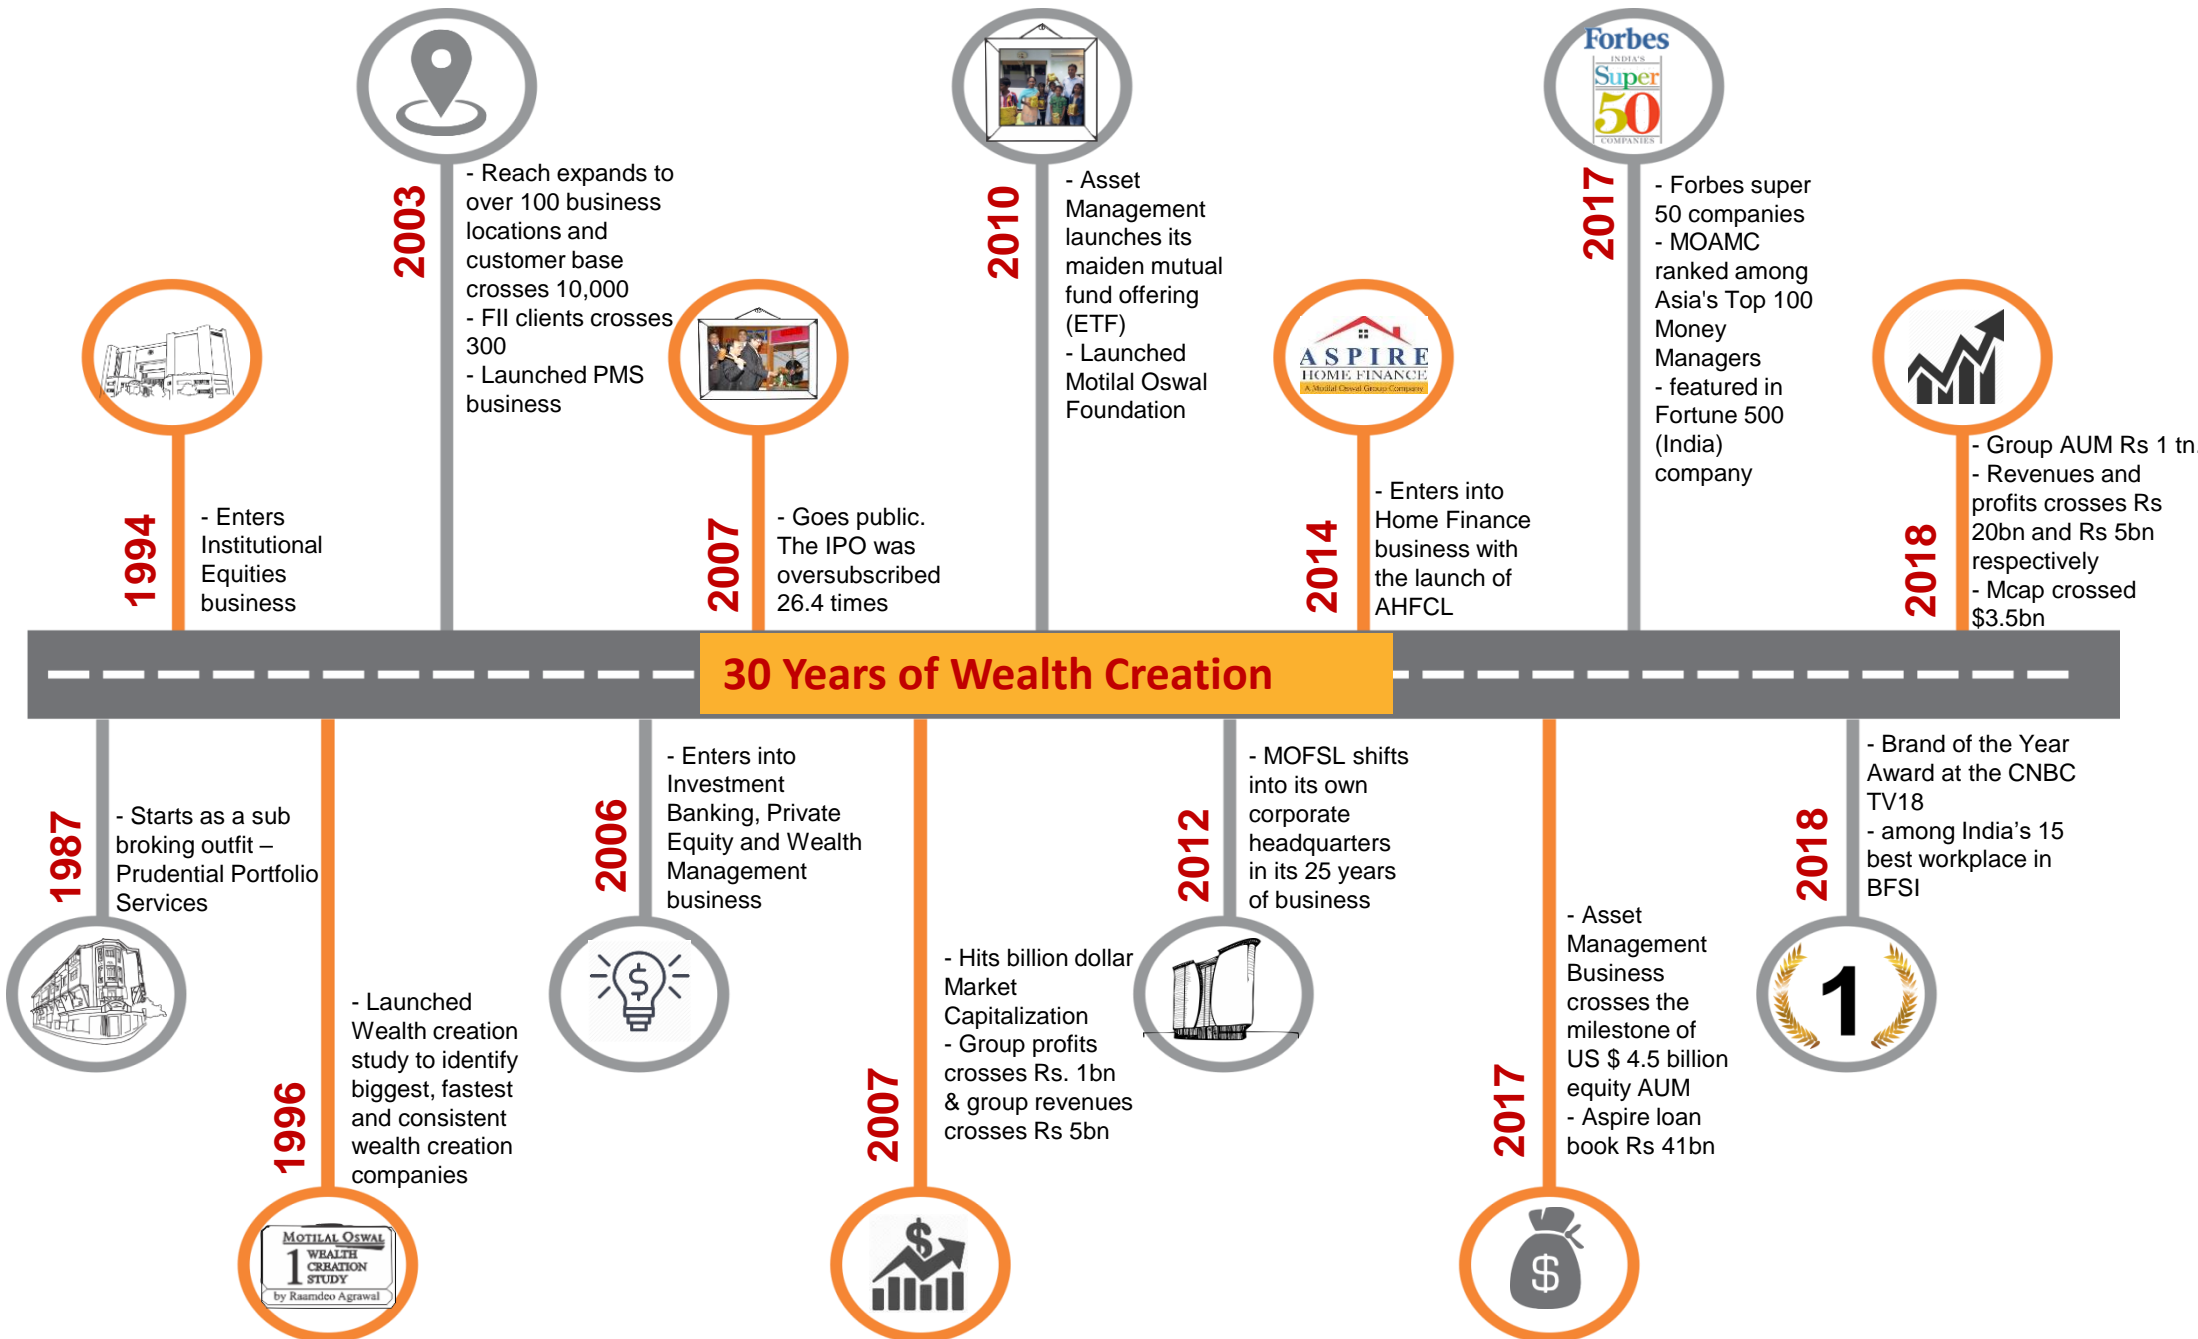 Forbes
INDIA'S
Super
50
COMPANIES
2003
- Reach expands to
over 100 business
locations and
customer base
crosses 10,000
- FII clients crosses
300
- Launched PMS
business
2010
- Asset
Management
launches its
maiden mutual
fund offering
(ETF)
- Launched
Motilal Oswal
Foundation
2017
- Forbes super
50 companies
- MOAMC
ranked among
Asia's Top 100
Money
Managers
- featured in
Fortune 500
(India)
company
1994
- Enters
Institutional
Equities
business
2007
- Goes public.
The IPO was
oversubscribed
26.4 times
ASPIRE
HOME FINANCE
A Motilal Oswal Group Company
2014
- Enters into
Home Finance
business with
the launch of
AHFCL
2018
- Group AUM Rs 1 tn.
- Revenues and
profits crosses Rs
20bn and Rs 5bn
respectively
- Mcap crossed
$3.5bn
30 Years of Wealth Creation
1987
- Starts as a sub
broking outfit –
Prudential Portfolio
Services
1996
- Launched
Wealth creation
study to identify
biggest, fastest
and consistent
wealth creation
companies
MOTILAL OSWAL
1 WEALTH
CREATION
STUDY
by Raamdeo Agrawal
2006
- Enters into
Investment
Banking, Private
Equity and Wealth
Management
business
$
2007
- Hits billion dollar
Market
Capitalization
- Group profits
crosses Rs. 1bn
& group revenues
crosses Rs 5bn
$
2012
- MOFSL shifts
into its own
corporate
headquarters
in its 25 years
of business
2017
- Asset
Management
Business
crosses the
milestone of
US $ 4.5 billion
equity AUM
- Aspire loan
book Rs 41bn
$
2018
- Brand of the Year
Award at the CNBC
TV18
- among India’s 15
best workplace in
BFSI
1